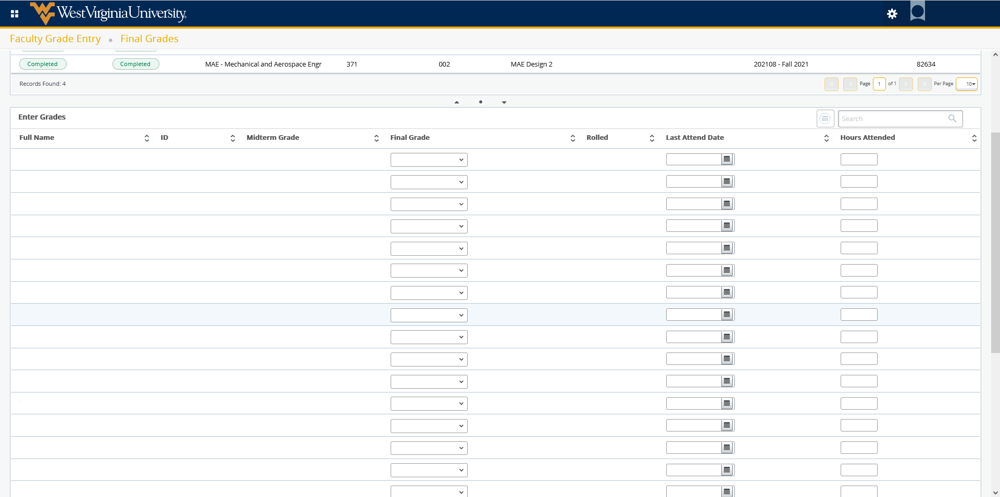 WestVirginiaUniversity
Faculty Grade Entry • Final Grades
Completed Completed MAE - Mechanical and Aerospace Engr 371 002 MAE Design 2 202108 - Fall 2021 82634
Records Found: 4 Page 1 of 1 Per Page 10
Enter Grades Search
Full Name ID Midterm Grade Final Grade Rolled Last Attend Date Hours Attended